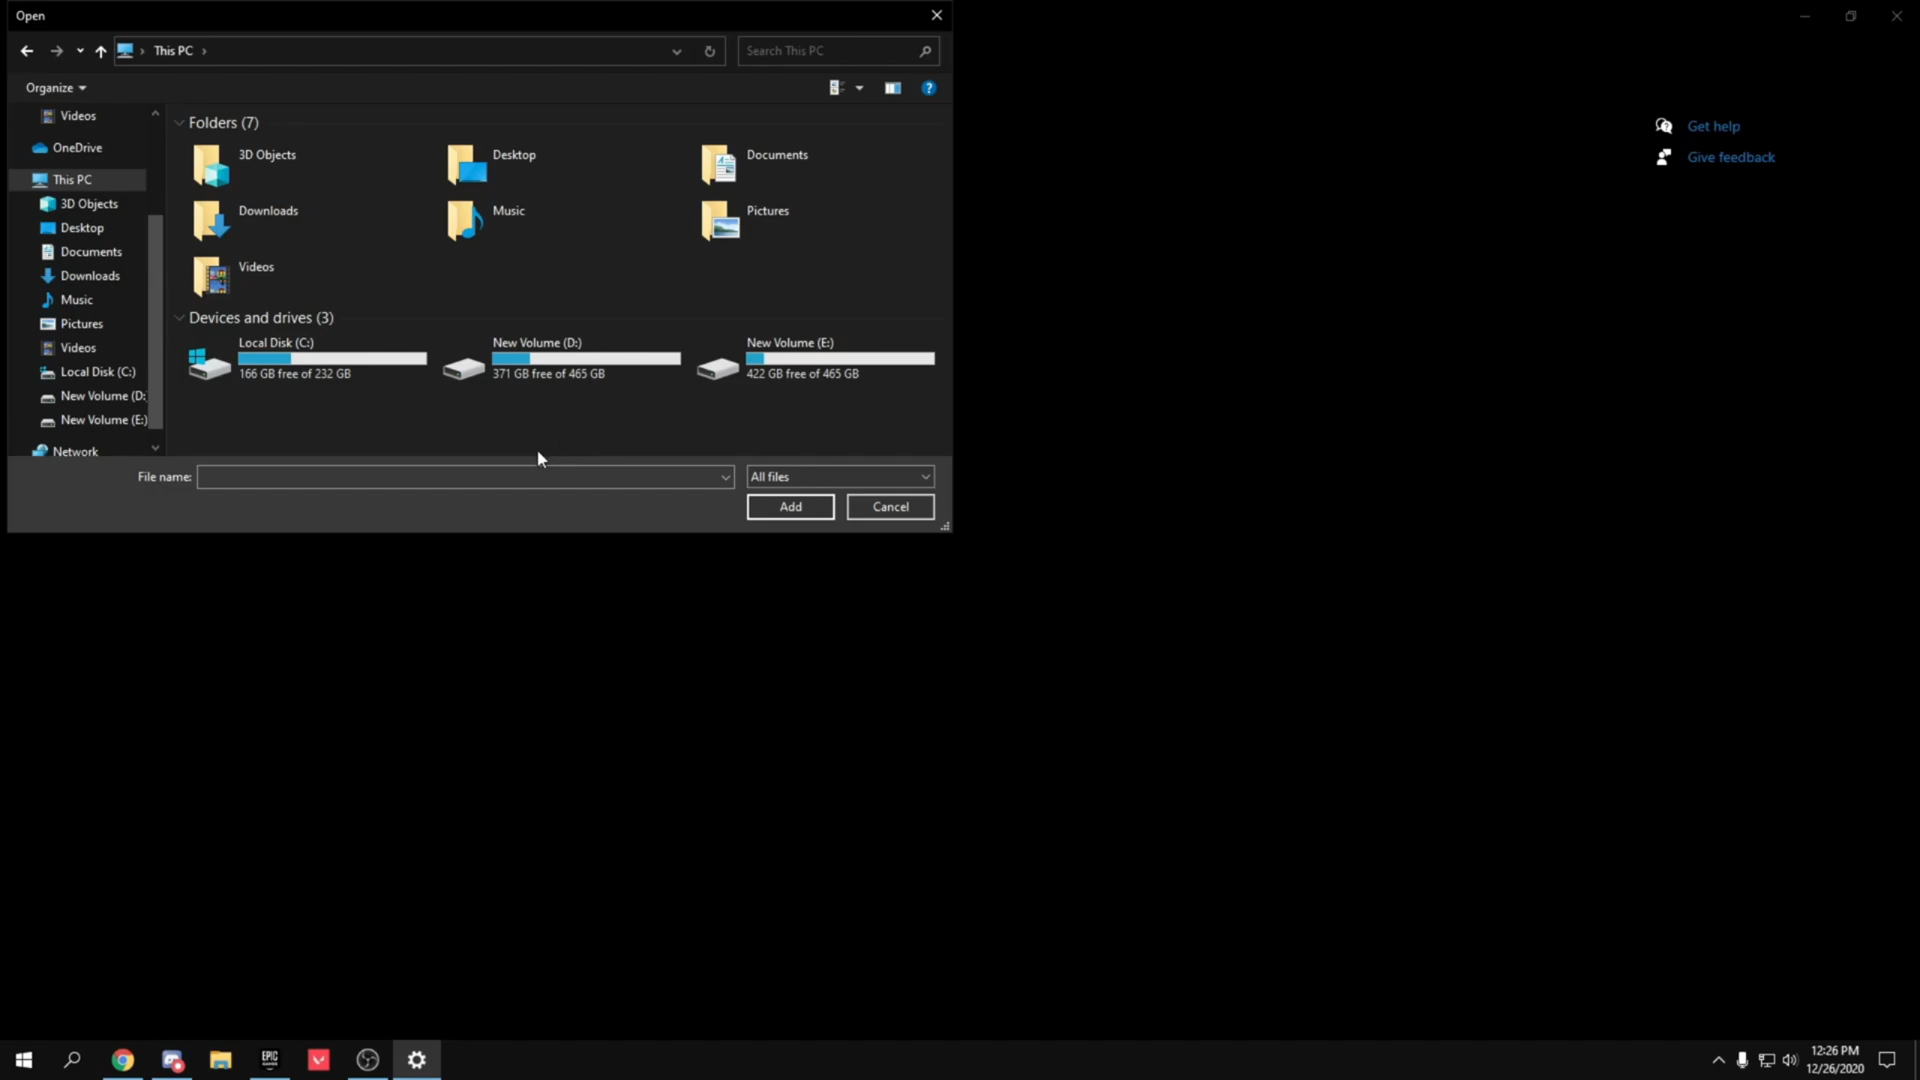 Open
This PC
Search This PC
Organize
Videos
OneDrive
This PC
3D Objects
Desktop
Documents
Downloads
Music
Pictures
Videos
Local Disk (C:)
New Volume (D:
New Volume (E:)
Network
Folders (7)
3D Objects
Desktop
Documents
Downloads
Music
Pictures
Videos
Devices and drives (3)
Local Disk (C:)
166 GB free of 232 GB
New Volume (D:)
371 GB free of 465 GB
New Volume (E:)
422 GB free of 465 GB
File name:
All files
Add
Cancel
Get help
Give feedback
EPIC
GAMES
12:26 PM
12/26/2020